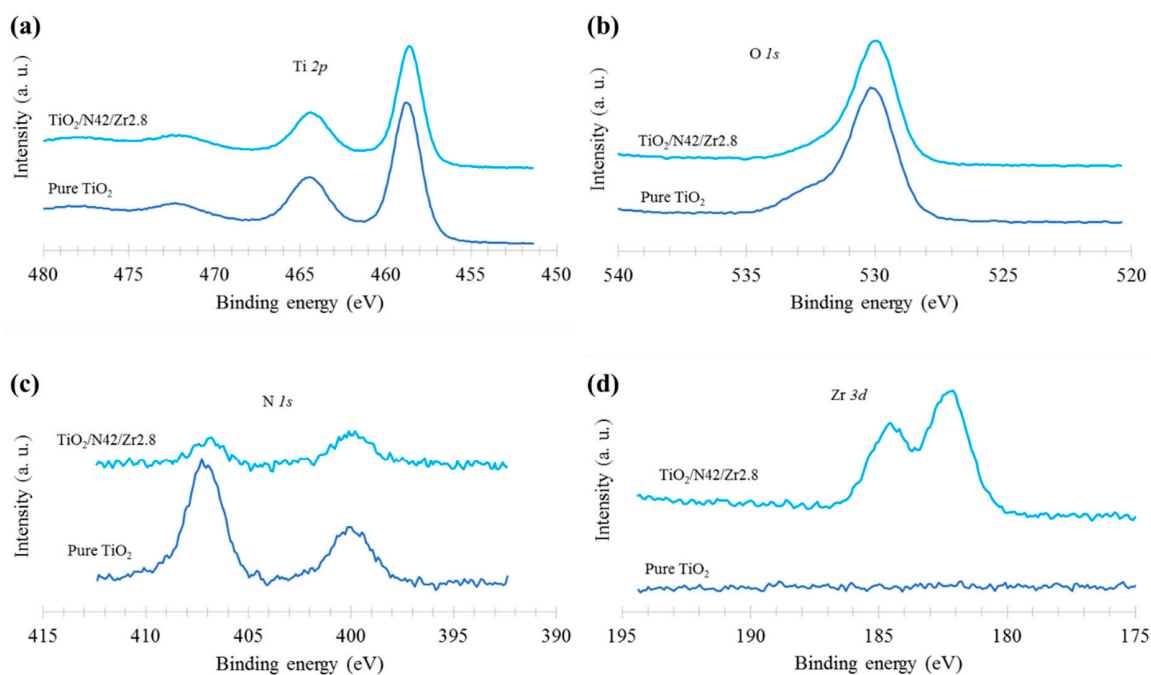 (a)
Ti 2p
TiO₂/N42/Zr2.8
Pure TiO₂
Intensity (a. u.)
480 475 470 465 460 455 450
Binding energy (eV)
(b)
O 1s
TiO₂/N42/Zr2.8
Pure TiO₂
Intensity (a. u.)
540 535 530 525 520
Binding energy (eV)
(c)
N 1s
TiO₂/N42/Zr2.8
Pure TiO₂
Intensity (a. u.)
415 410 405 400 395 390
Binding energy (eV)
(d)
Zr 3d
TiO₂/N42/Zr2.8
Pure TiO₂
Intensity (a. u.)
195 190 185 180 175
Binding energy (eV)